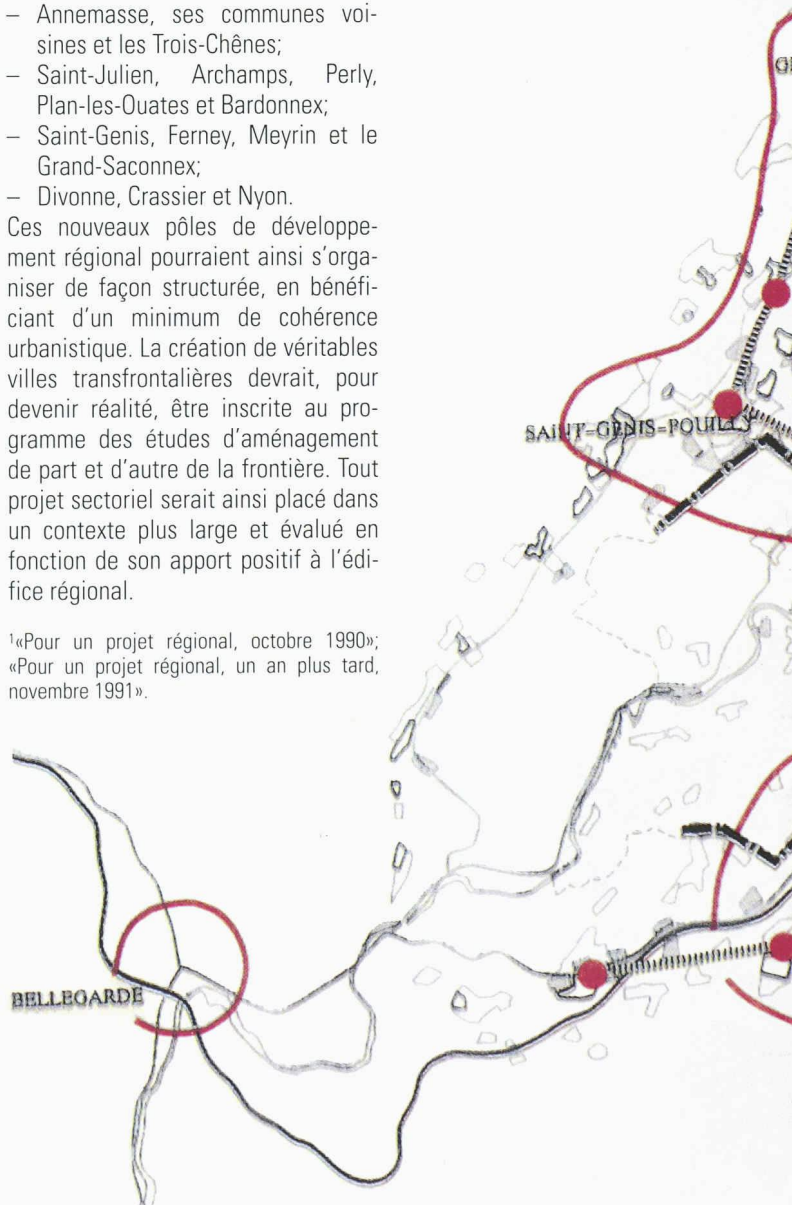 – Annemasse, ses communes voi-
sines et les Trois-Chênes;
– Saint-Julien, Archamps, Perly,
Plan-les-Ouates et Bardonnex;
– Saint-Genis, Ferney, Meyrin et le
Grand-Saconnex;
– Divonne, Crassier et Nyon.
Ces nouveaux pôles de développe-
ment régional pourraient ainsi s'orga-
niser de façon structurée, en bénéfi-
ciant d'un minimum de cohérence
urbanistique. La création de véritables
villes transfrontalières devrait, pour
devenir réalité, être inscrite au pro-
gramme des études d'aménagement
de part et d'autre de la frontière. Tout
projet sectoriel serait ainsi placé dans
un contexte plus large et évalué en
fonction de son apport positif à l'édi-
fice régional.
¹«Pour un projet régional, octobre 1990»;
«Pour un projet régional, un an plus tard,
novembre 1991».
SAINT-GENIS-POUILLY
BELLEGARDE